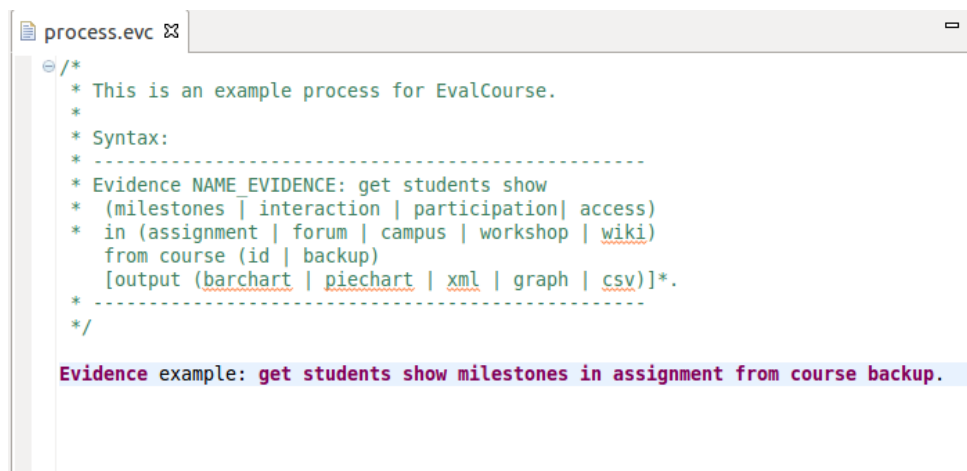 process.evc
/*
* This is an example process for EvalCourse.
*
* Syntax:
* -------------------------------------------------
* Evidence NAME_EVIDENCE: get students show
* (milestones | interaction | participation| access)
* in (assignment | forum | campus | workshop | wiki)
from course (id | backup)
[output (barchart | piechart | xml | graph | csv)]*.
* -------------------------------------------------
*/
Evidence example: get students show milestones in assignment from course backup.